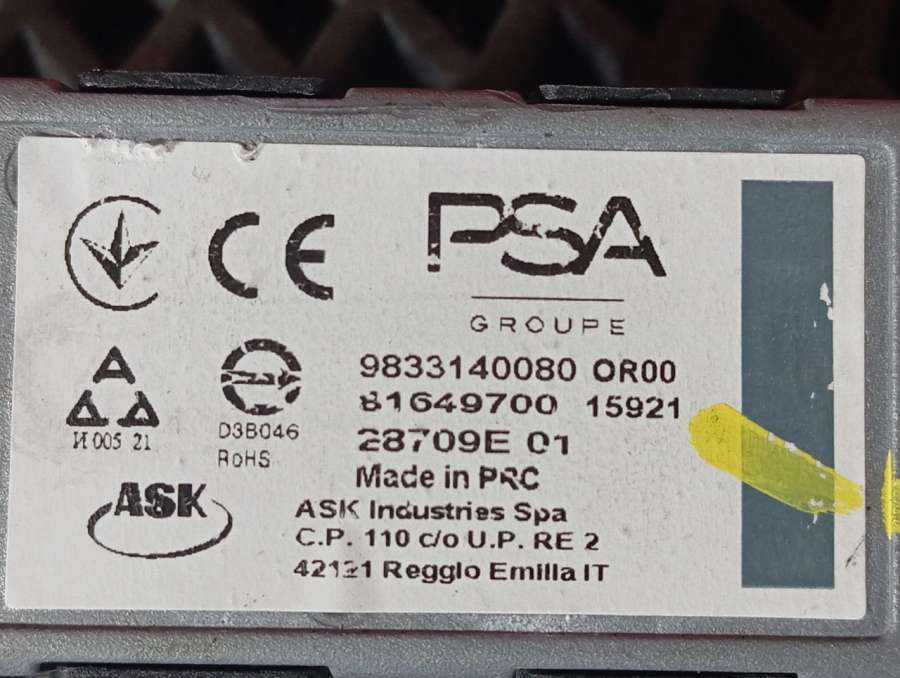 CE
PSA
GROUPE
9833140080 OR00
81649700 15921
28709E 01
Made in PRC
ASK Industries Spa
C.P. 110 c/o U.P. RE 2
42121 Reggio Emilia IT
И 005 21
D3B046
RoHS
ASK